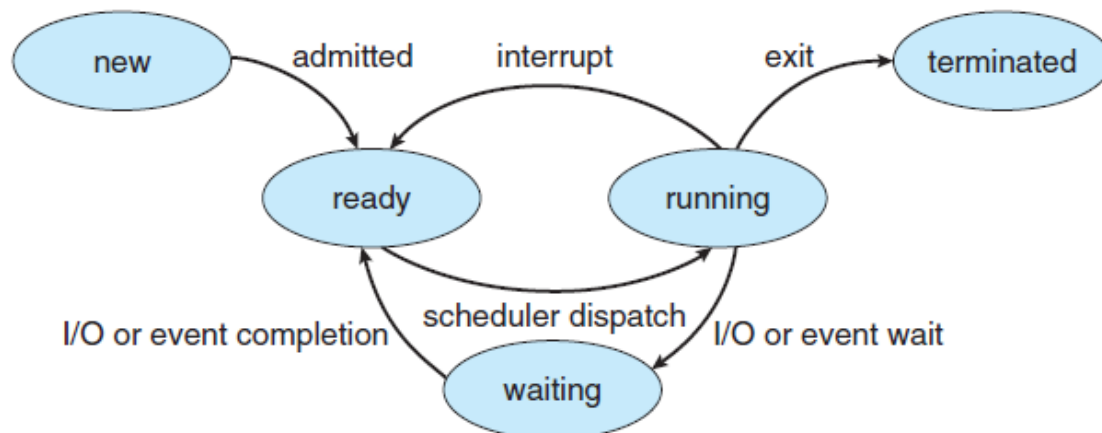 new
admitted
interrupt
exit
terminated
ready
running
I/O or event completion
scheduler dispatch
I/O or event wait
waiting